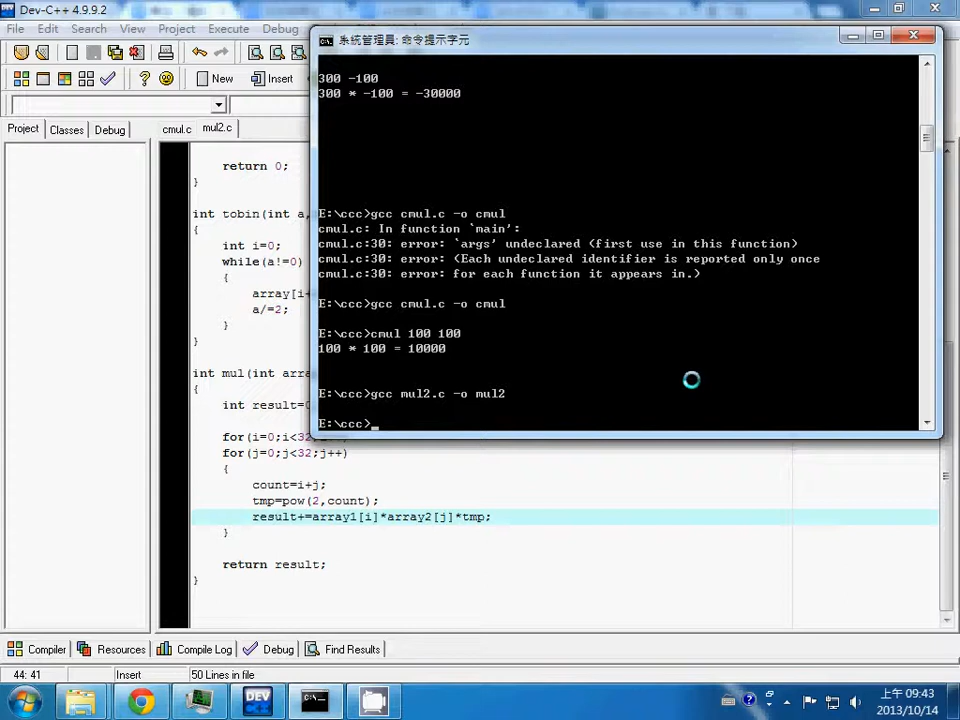 Dev-C++ 4.9.9.2
File Edit Search View Project Execute Debug
New Insert
Project Classes Debug
cmul.c mul2.c
return 0;
}
int tobin(int a,
{
int i=0;
while(a!=0)
{
array[i+
a/=2;
}
}
int mul(int arra
{
int result=0
for(i=0;i<32;i++)
for(j=0;j<32;j++)
{
count=i+j;
tmp=pow(2,count);
result+=array1[i]*array2[j]*tmp;
}
return result;
}
系統管理員: 命令提示字元
300 -100
300 * -100 = -30000
E:\ccc>gcc cmul.c -o cmul
cmul.c: In function `main':
cmul.c:30: error: `args' undeclared (first use in this function)
cmul.c:30: error: (Each undeclared identifier is reported only once
cmul.c:30: error: for each function it appears in.)
E:\ccc>gcc cmul.c -o cmul
E:\ccc>cmul 100 100
100 * 100 = 10000
E:\ccc>gcc mul2.c -o mul2
E:\ccc>_
Compiler Resources Compile Log Debug Find Results
44: 41 Insert 50 Lines in file
DEV
上午 09:43
2013/10/14